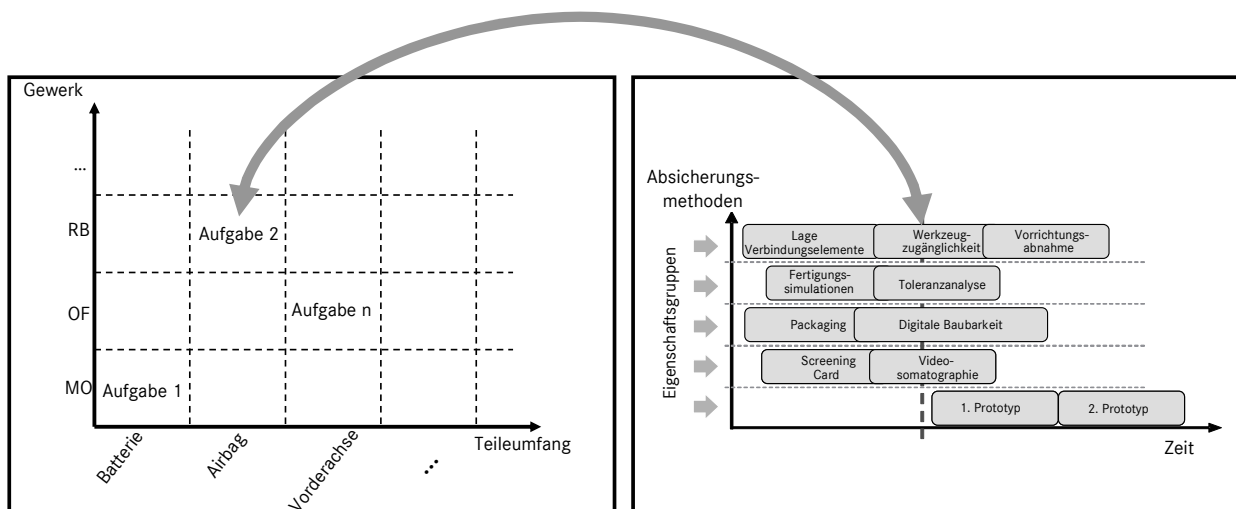 Gewerk
...
RB
OF
MO
Aufgabe 2
Aufgabe n
Aufgabe 1
Batterie
Airbag
Vorderachse
...
Teileumfang
Absicherungs-
methoden
Eigenschaftsgruppen
Lage
Verbindungselemente
Werkzeug-
zugänglichkeit
Vorrichtungs-
abnahme
Fertigungs-
simulationen
Toleranzanalyse
Packaging
Digitale Baubarkeit
Screening
Card
Video-
somatographie
1. Prototyp
2. Prototyp
Zeit